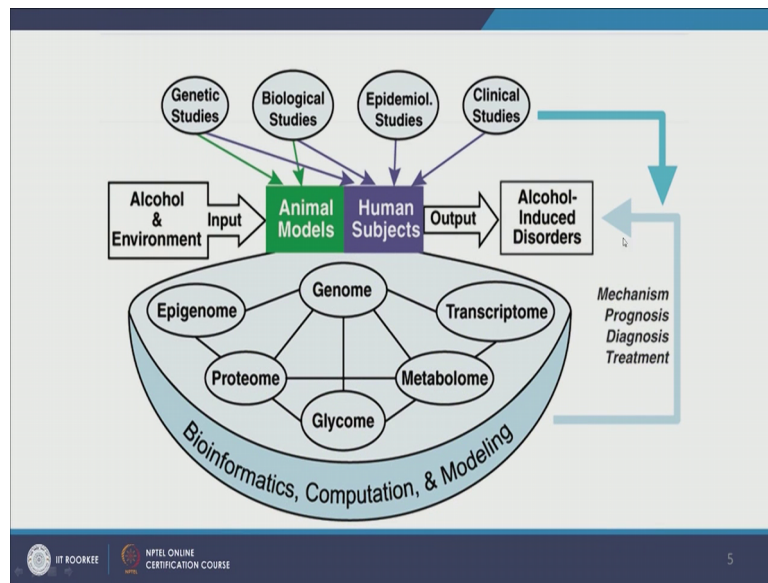 Genetic
Studies
Biological
Studies
Epidemiol.
Studies
Clinical
Studies
Alcohol
&
Environment
Input
Animal
Models
Human
Subjects
Output
Alcohol-
Induced
Disorders
Epigenome
Genome
Transcriptome
Proteome
Metabolome
Glycome
Mechanism
Prognosis
Diagnosis
Treatment
Bioinformatics, Computation, & Modeling
IIT ROORKEE
NPTEL ONLINE
CERTIFICATION COURSE
5